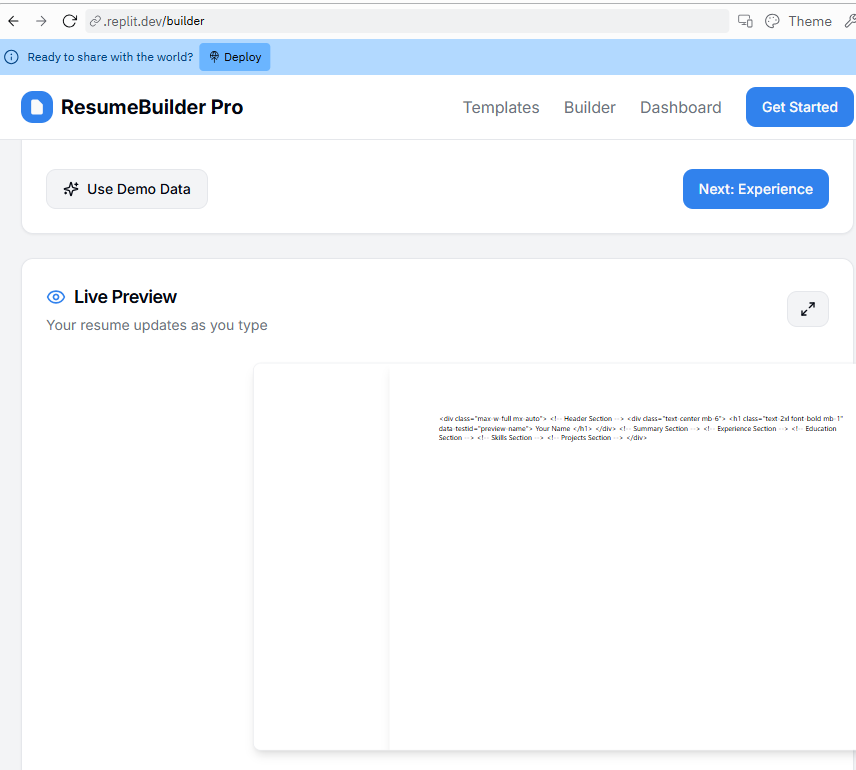 .replit.dev/builder
Theme
Ready to share with the world?
Deploy
ResumeBuilder Pro
Templates
Builder
Dashboard
Get Started
Use Demo Data
Next: Experience
Live Preview
Your resume updates as you type
<div class="max-w-full mx-auto"> <!-- Header Section --> <div class="text-center mb-6"> <h1 class="text-2xl font-bold mb-1"
data-testid="preview-name"> Your Name </h1> </div> <!-- Summary Section --> <!-- Experience Section --> <!-- Education
Section --> <!-- Skills Section --> <!-- Projects Section --> </div>